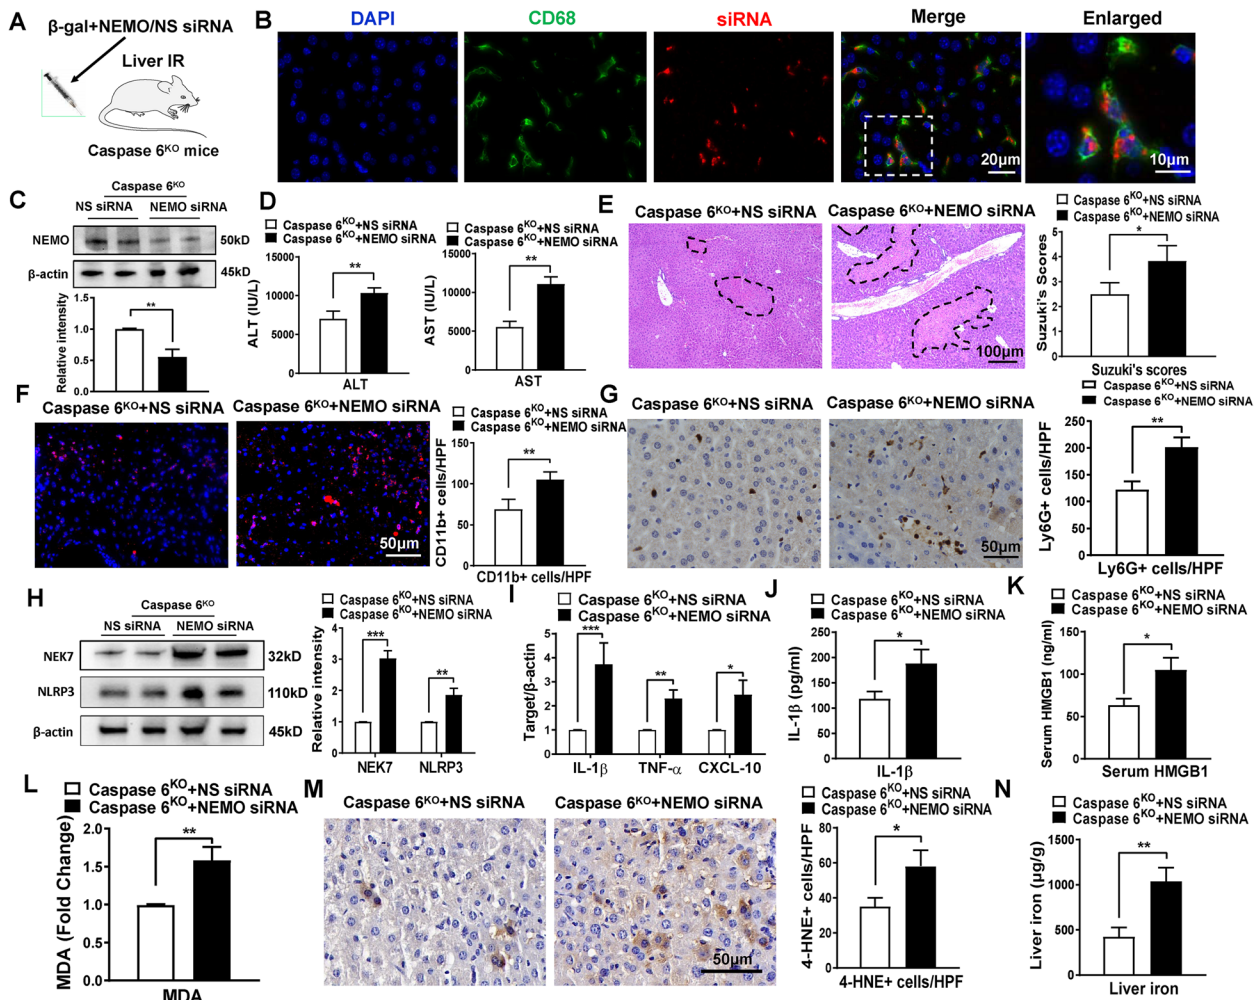 A
β-gal+NEMO/NS siRNA
Liver IR
Caspase 6KO mice
B
DAPI
CD68
siRNA
Merge
Enlarged
20μm
10μm
C
Caspase 6KO
NS siRNA NEMO siRNA
NEMO
50kD
β-actin
45kD
Relative intensity
1.5
1.0
0.5
0.0
**
D
Caspase 6KO+NS siRNA
Caspase 6KO+NEMO siRNA
ALT (IU/L)
15000
10000
5000
0
**
ALT
Caspase 6KO+NS siRNA
Caspase 6KO+NEMO siRNA
AST (IU/L)
15000
10000
5000
0
**
AST
E
Caspase 6KO+NS siRNA
Caspase 6KO+NEMO siRNA
100μm
Caspase 6KO+NS siRNA
Caspase 6KO+NEMO siRNA
Suzuki's Scores
5
4
3
2
1
0
*
Suzuki's scores
F
Caspase 6KO+NS siRNA
Caspase 6KO+NEMO siRNA
50μm
Caspase 6KO+NS siRNA
Caspase 6KO+NEMO siRNA
CD11b+ cells/HPF
150
100
50
0
**
CD11b+ cells/HPF
G
Caspase 6KO+NS siRNA
Caspase 6KO+NEMO siRNA
50μm
Caspase 6KO+NS siRNA
Caspase 6KO+NEMO siRNA
Ly6G+ cells/HPF
250
200
150
100
50
0
**
Ly6G+ cells/HPF
H
Caspase 6KO
NS siRNA NEMO siRNA
NEK7
32kD
NLRP3
110kD
β-actin
45kD
Caspase 6KO+NS siRNA
Caspase 6KO+NEMO siRNA
Relative intensity
4
3
2
1
0
***
**
NEK7 NLRP3
I
Caspase 6KO+NS siRNA
Caspase 6KO+NEMO siRNA
Target/β-actin
5
4
3
2
1
0
***
**
*
IL-1β TNF-α CXCL-10
J
Caspase 6KO+NS siRNA
Caspase 6KO+NEMO siRNA
IL-1β (pg/ml)
250
200
150
100
50
0
*
IL-1β
K
Caspase 6KO+NS siRNA
Caspase 6KO+NEMO siRNA
Serum HMGB1 (ng/ml)
150
100
50
0
*
Serum HMGB1
L
Caspase 6KO+NS siRNA
Caspase 6KO+NEMO siRNA
MDA (Fold Change)
2.0
1.5
1.0
0.5
0.0
**
MDA
M
Caspase 6KO+NS siRNA
Caspase 6KO+NEMO siRNA
50μm
Caspase 6KO+NS siRNA
Caspase 6KO+NEMO siRNA
4-HNE+ cells/HPF
80
60
40
20
0
*
4-HNE+ cells/HPF
N
Caspase 6KO+NS siRNA
Caspase 6KO+NEMO siRNA
Liver iron (μg/g)
1500
1000
500
0
**
Liver iron